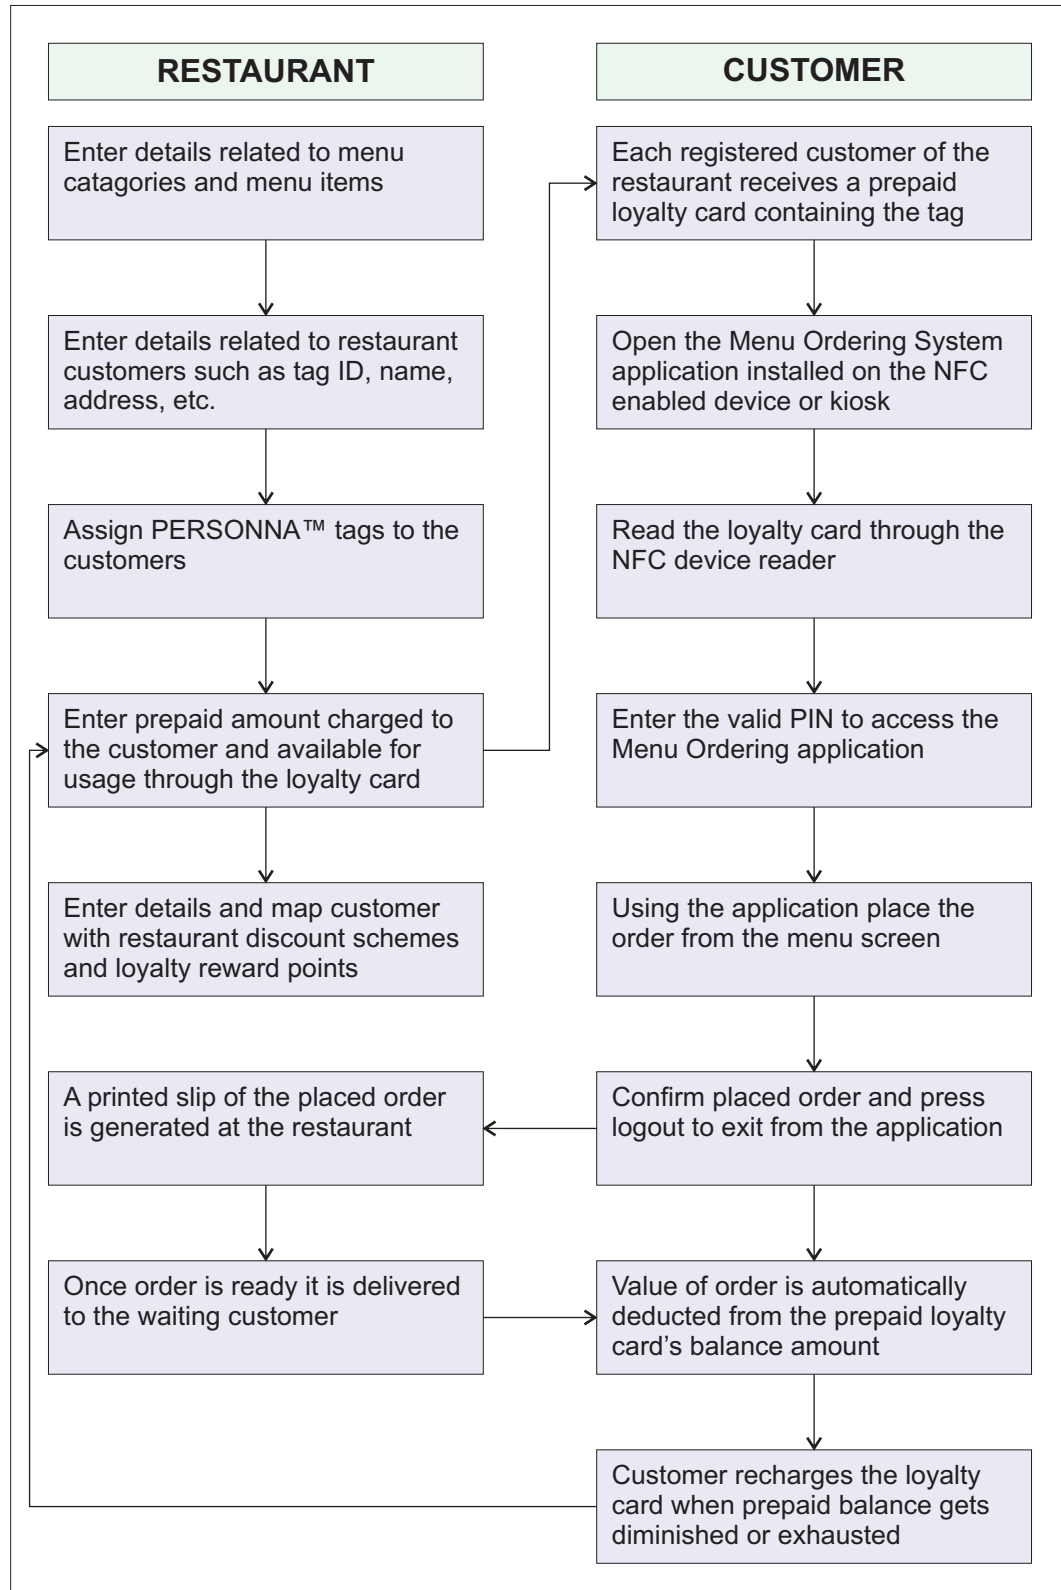 RESTAURANT
Enter details related to menu
catagories and menu items
Enter details related to restaurant
customers such as tag ID, name,
address, etc.
Assign PERSONNA™ tags to the
customers
Enter prepaid amount charged to
the customer and available for
usage through the loyalty card
Enter details and map customer
with restaurant discount schemes
and loyalty reward points
A printed slip of the placed order
is generated at the restaurant
Once order is ready it is delivered
to the waiting customer
CUSTOMER
Each registered customer of the
restaurant receives a prepaid
loyalty card containing the tag
Open the Menu Ordering System
application installed on the NFC
enabled device or kiosk
Read the loyalty card through the
NFC device reader
Enter the valid PIN to access the
Menu Ordering application
Using the application place the
order from the menu screen
Confirm placed order and press
logout to exit from the application
Value of order is automatically
deducted from the prepaid loyalty
card's balance amount
Customer recharges the loyalty
card when prepaid balance gets
diminished or exhausted